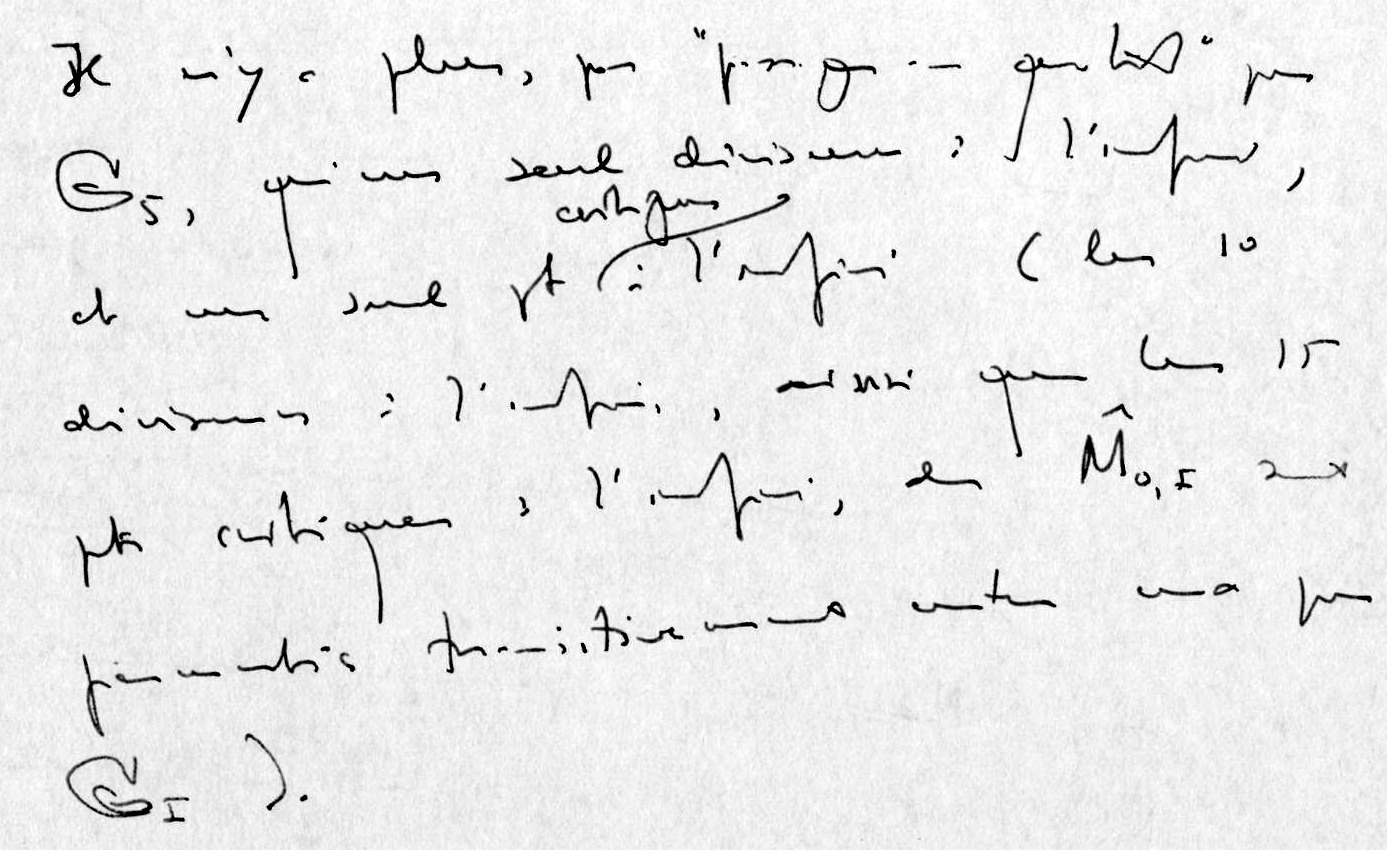 Il n'y a plus, par "passage au quotient" par
𝔖₅, qu'un seul diviseur à l'infini,
et un seul pt critique à l'infini (les 10
diviseurs à l'infini, ainsi que les 15
pts critiques à l'infini, de M̂₀,I sont
permutés transitivement entre eux par
𝔖_I).